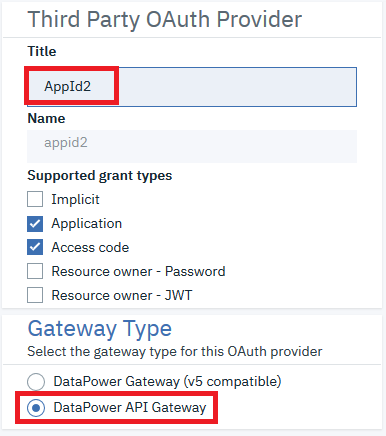 Third Party OAuth Provider
Title
AppId2
Name
appid2
Supported grant types
Implicit
Application
Access code
Resource owner - Password
Resource owner - JWT
Gateway Type
Select the gateway type for this OAuth provider
DataPower Gateway (v5 compatible)
DataPower API Gateway